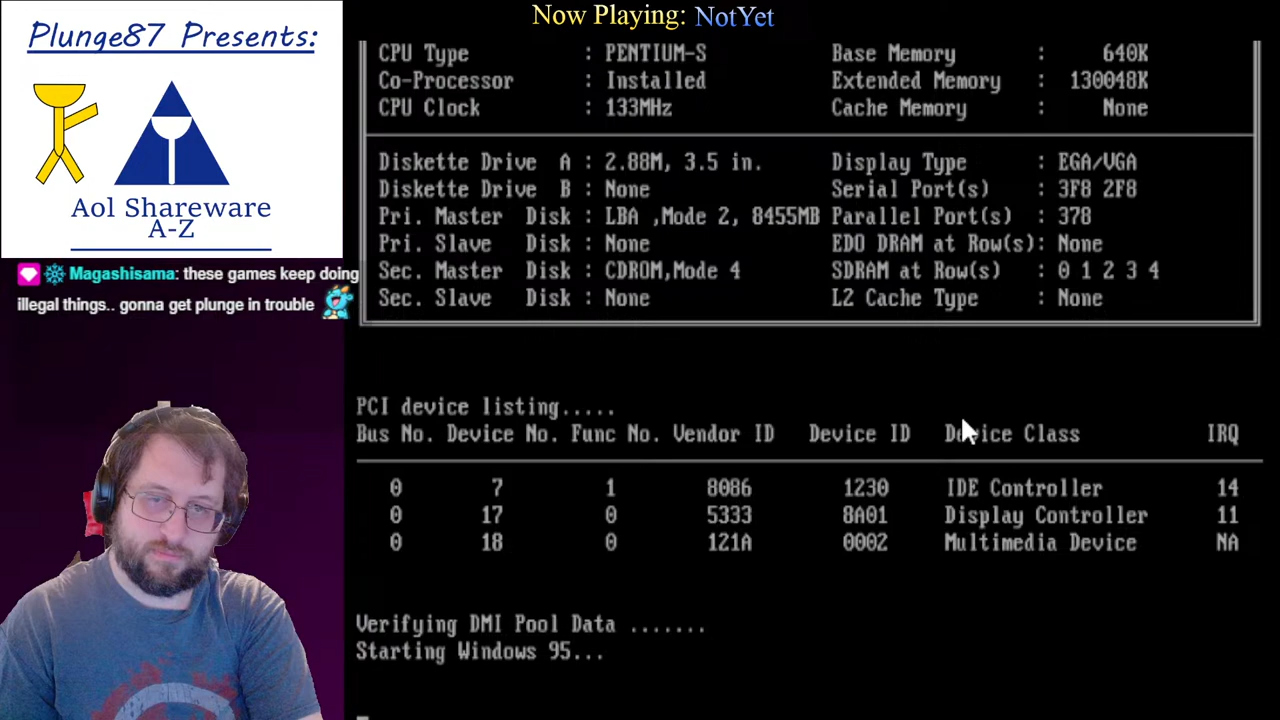 Now Playing: NotYet
Plunge87 Presents:
Aol Shareware
A-Z
Magashisama: these games keep doing
illegal things.. gonna get plunge in trouble
CPU Type : PENTIUM-S Base Memory : 640K
Co-Processor : Installed Extended Memory : 130048K
CPU Clock : 133MHz Cache Memory : None
Diskette Drive A : 2.88M, 3.5 in. Display Type : EGA/VGA
Diskette Drive B : None Serial Port(s) : 3F8 2F8
Pri. Master Disk : LBA ,Mode 2, 8455MB Parallel Port(s) : 378
Pri. Slave Disk : None EDO DRAM at Row(s): None
Sec. Master Disk : CDROM,Mode 4 SDRAM at Row(s) : 0 1 2 3 4
Sec. Slave Disk : None L2 Cache Type : None
PCI device listing.....
Bus No. Device No. Func No. Vendor ID Device ID Device Class IRQ
0 7 1 8086 1230 IDE Controller 14
0 17 0 5333 8A01 Display Controller 11
0 18 0 121A 0002 Multimedia Device NA
Verifying DMI Pool Data .......
Starting Windows 95...